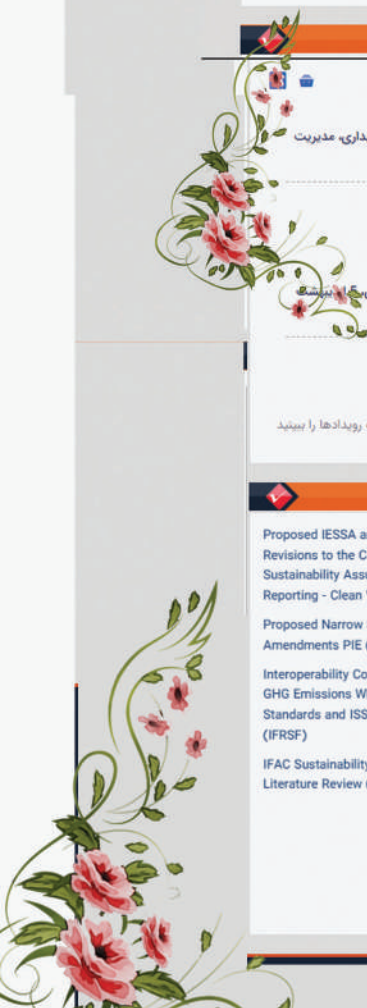 بداری، مدیریت
رویدادها را ببینید
Proposed IESSA a
Revisions to the C
Sustainability Assu
Reporting - Clean
Proposed Narrow
Amendments PIE
Interoperability Co
GHG Emissions W
Standards and ISS
(IFRSF)
IFAC Sustainability
Literature Review